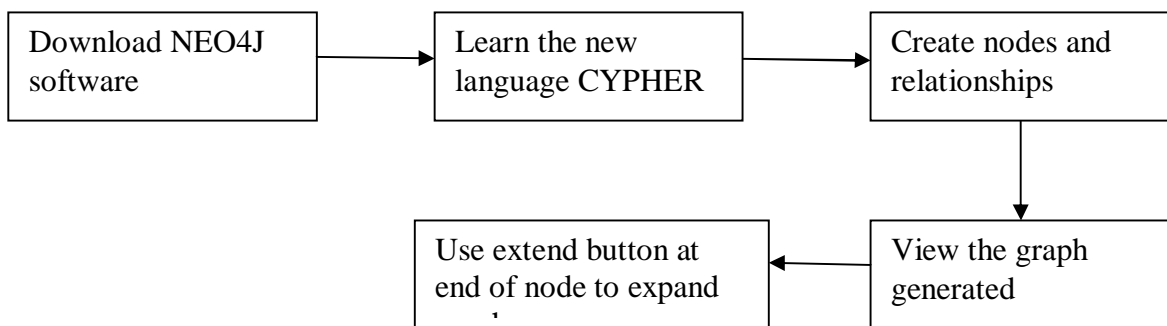 Download NEO4J
software
Learn the new
language CYPHER
Create nodes and
relationships
View the graph
generated
Use extend button at
end of node to expand